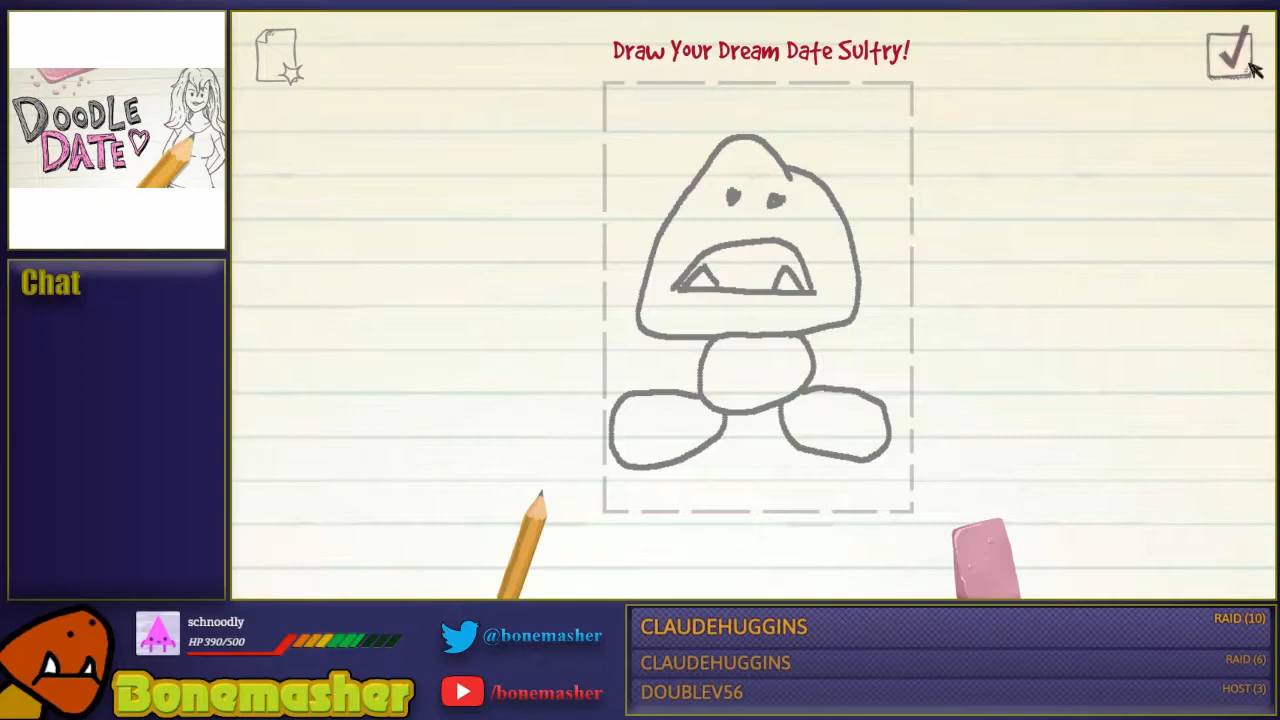 DOODLE
DATE
Chat
Draw Your Dream Date Sultry!
schnoodly
HP 390/500
Bonemasher
@bonemasher
/bonemasher
CLAUDEHUGGINS RAID (10)
CLAUDEHUGGINS RAID (6)
DOUBLEV56 HOST (3)